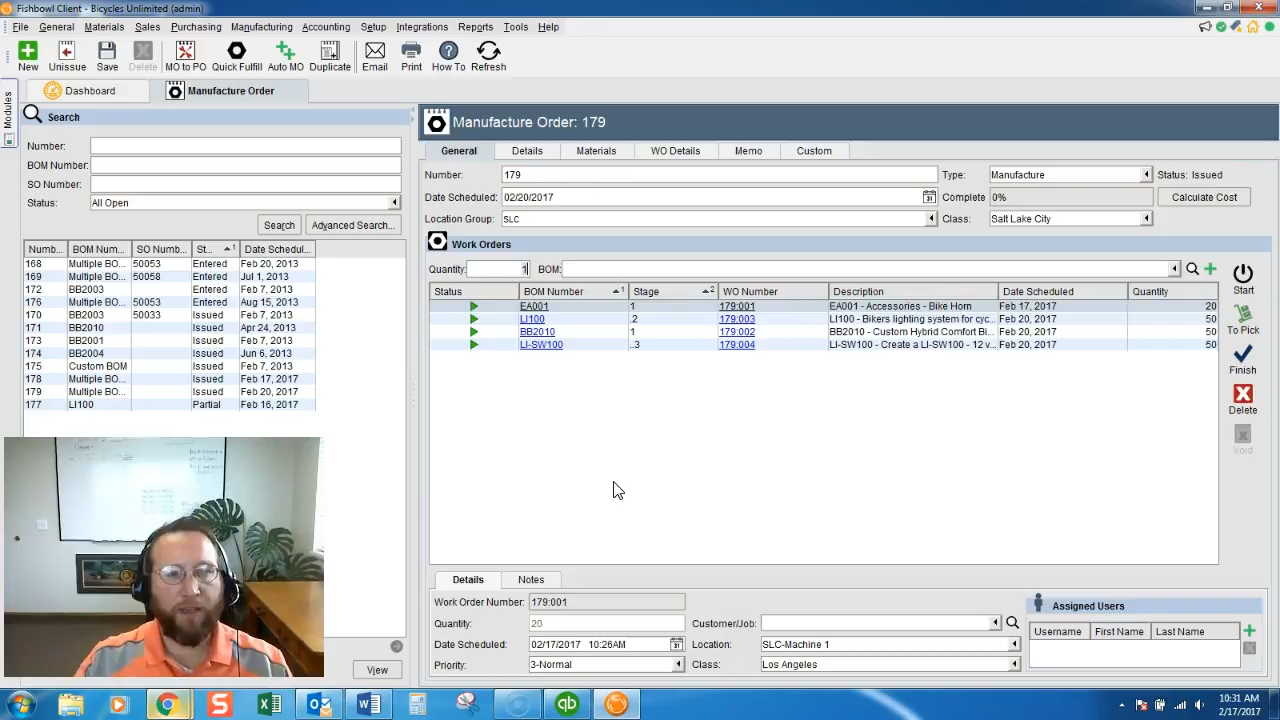 Fishbowl Client - Bicycles Unlimited (admin)
File General Materials Sales Purchasing Manufacturing Accounting Setup Integrations Reports Tools Help
New Unissue Save Delete MO to PO Quick Fulfill Auto MO Duplicate Email Print How To Refresh
Modules
Dashboard Manufacture Order
Search
Number:
BOM Number:
SO Number:
Status: All Open
Search Advanced Search...
Numb... BOM Num... SO Numb... St... 1 Date Schedul...
168 Multiple BO... 50053 Entered Feb 20, 2013
169 Multiple BO... 50058 Entered Jul 1, 2013
172 BB2003 Entered Feb 7, 2013
176 Multiple BO... 50053 Entered Aug 15, 2013
170 BB2003 50033 Issued Feb 7, 2013
171 BB2010 Issued Apr 24, 2013
173 BB2001 Issued Feb 7, 2013
174 BB2004 Issued Jun 6, 2013
175 Custom BOM Issued Feb 7, 2013
178 Multiple BO... Issued Feb 17, 2017
179 Multiple BO... Issued Feb 20, 2017
177 LI100 Partial Feb 16, 2017
View
Manufacture Order: 179
General Details Materials WO Details Memo Custom
Number: 179 Type: Manufacture Status: Issued
Date Scheduled: 02/20/2017 Complete 0% Calculate Cost
Location Group: SLC Class: Salt Lake City
Work Orders
Quantity: 1 BOM:
Status BOM Number 1 Stage 2 WO Number Description Date Scheduled Quantity
EA001 1 179:001 EA001 - Accessories - Bike Horn Feb 17, 2017 20
LI100 .2 179:003 LI100 - Bikers lighting system for cyc... Feb 20, 2017 50
BB2010 1 179:002 BB2010 - Custom Hybrid Comfort Bi... Feb 20, 2017 50
LI-SW100 ..3 179:004 LI-SW100 - Create a LI-SW100 - 12 v... Feb 20, 2017 50
Start
To Pick
Finish
Delete
Void
Details Notes
Work Order Number: 179:001
Quantity: 20 Customer/Job:
Date Scheduled: 02/17/2017 10:26AM Location: SLC-Machine 1
Priority: 3-Normal Class: Los Angeles
Assigned Users
Username First Name Last Name
10:31 AM
2/17/2017